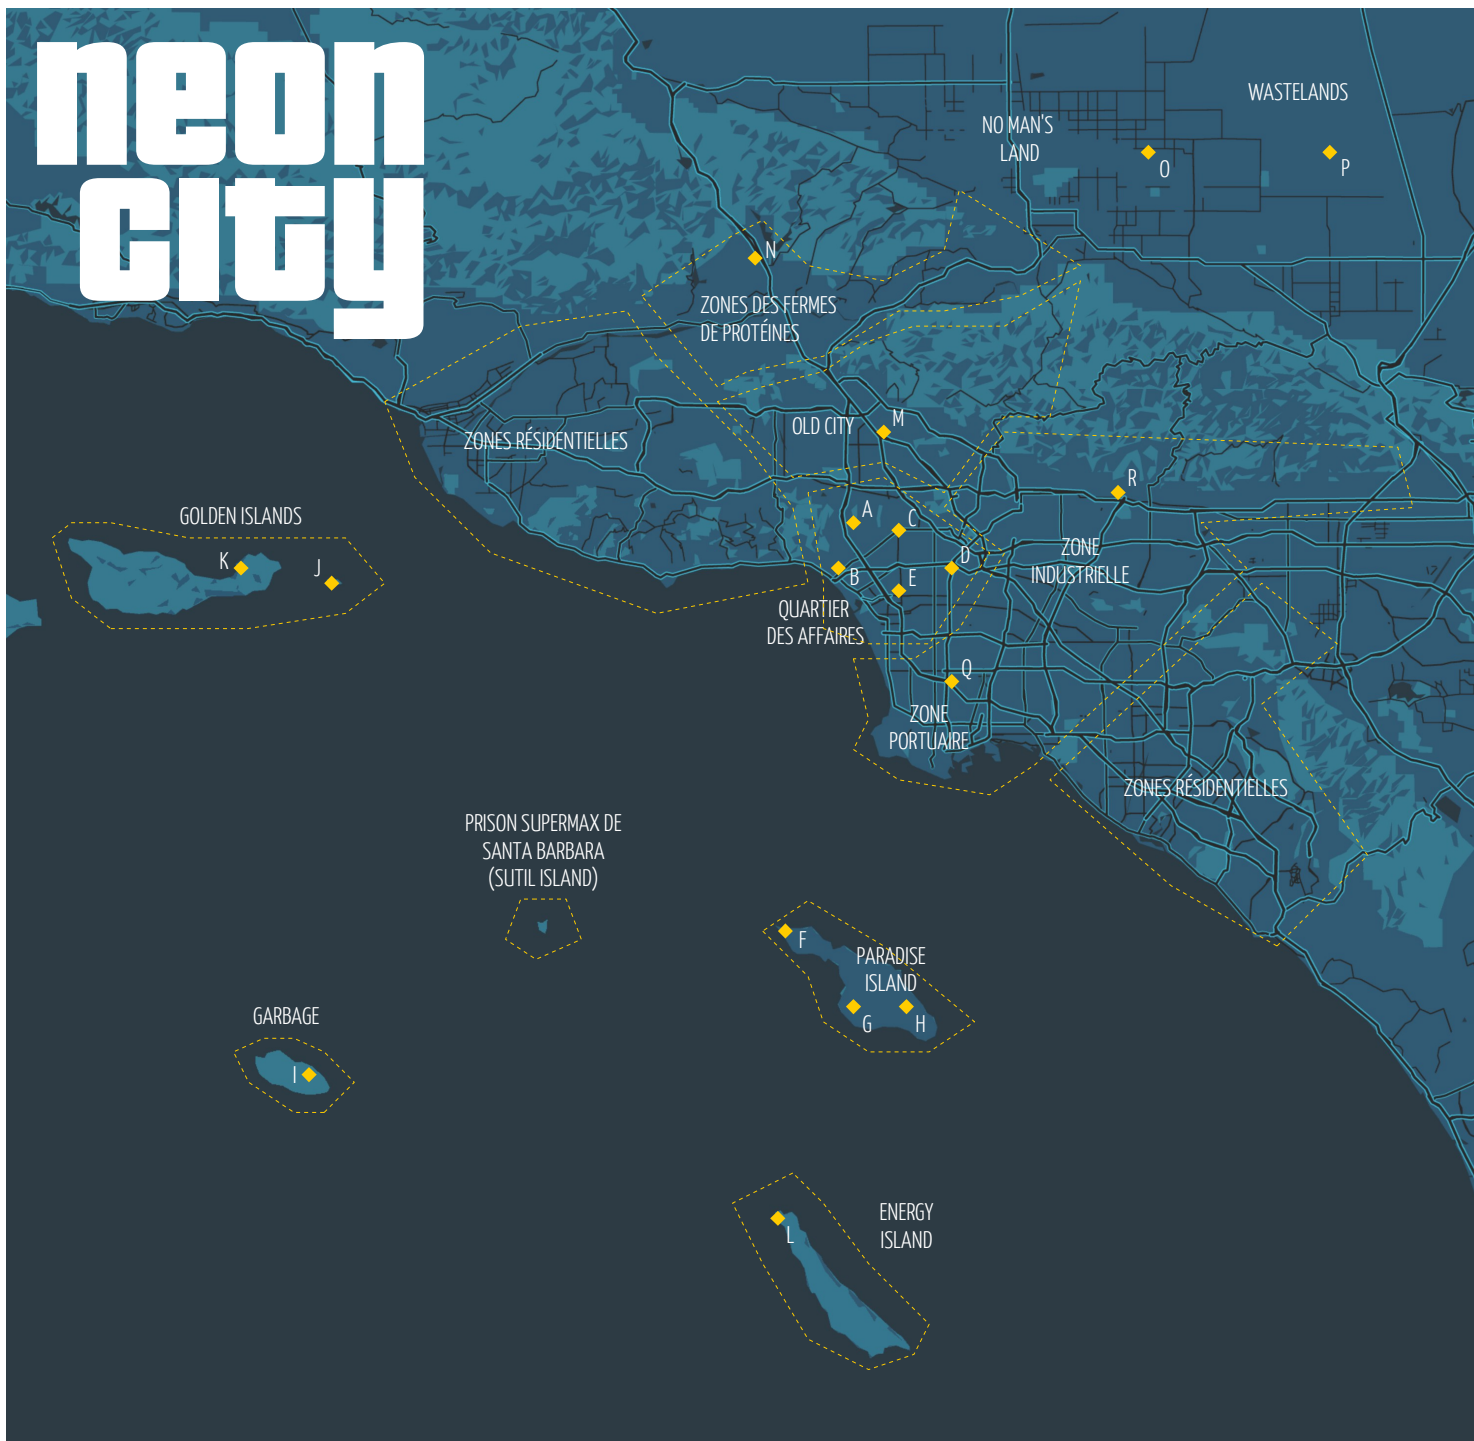 neon
city
WASTELANDS
NO MAN'S
LAND
O
P
N
ZONES DES FERMES
DE PROTÉINES
OLD CITY
M
ZONES RÉSIDENTIELLES
R
GOLDEN ISLANDS
K
J
A
C
ZONE
INDUSTRIELLE
B
D
E
QUARTIER
DES AFFAIRES
Q
ZONE
PORTUAIRE
ZONES RÉSIDENTIELLES
PRISON SUPERMAX DE
SANTA BARBARA
(SUTIL ISLAND)
F
PARADISE
ISLAND
G
H
GARBAGE
I
ENERGY
ISLAND
L